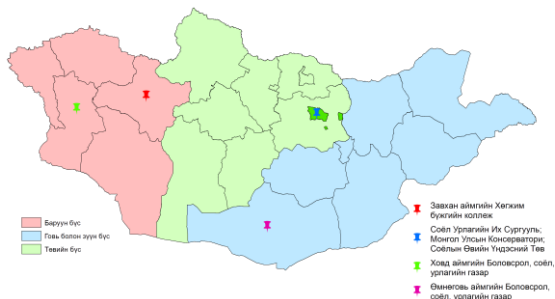 Баруун бүс
Говь болон зүүн бүс
Төвийн бүс
Завхан аймгийн Хөгжим
бүжгийн коллеж
Соёл Урлагийн Их Сургууль;
Монгол Улсын Консерватори;
Соёлын Өвийн Үндэсний Төв
Ховд аймгийн Боловсрол, соёл,
урлагийн газар
Өмнөговь аймгийн Боловсрол,
соёл, урлагийн газар